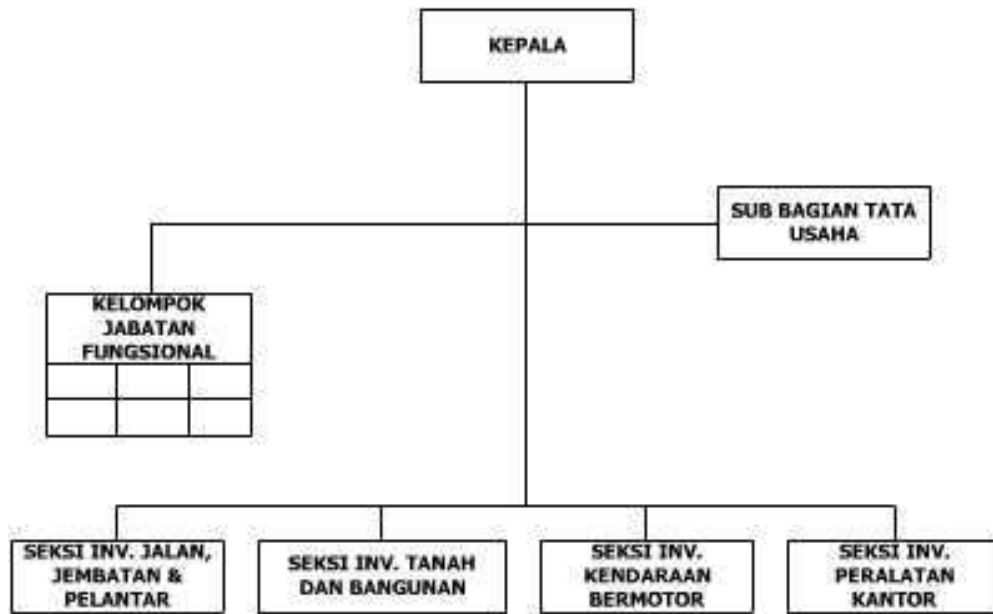 KEPALA
SUB BAGIAN TATA
USAHA
KELOMPOK
JABATAN
FUNGSIONAL
SEKSI INV. JALAN,
JEMBATAN &
PELANTAR
SEKSI INV. TANAH
DAN BANGUNAN
SEKSI INV.
KENDARAAN
BERMOTOR
SEKSI INV.
PERALATAN
KANTOR